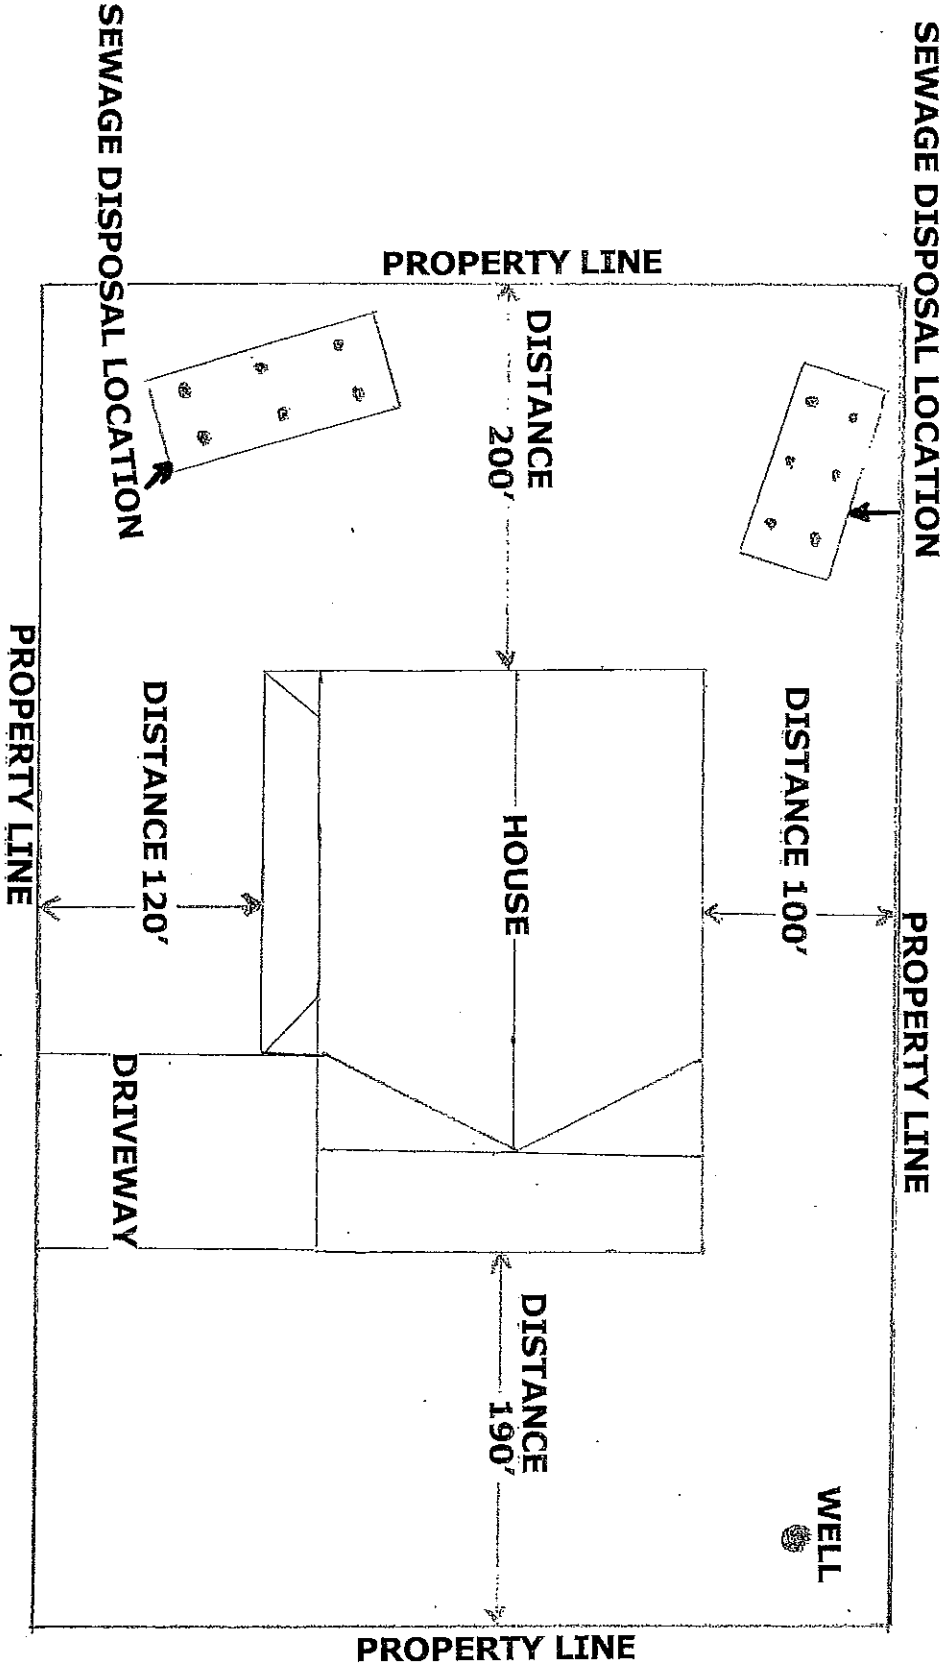 SEWAGE DISPOSAL LOCATION
SEWAGE DISPOSAL LOCATION
PROPERTY LINE
DISTANCE
200′
PROPERTY LINE
DISTANCE 120′
HOUSE
DISTANCE 100′
PROPERTY LINE
DRIVEWAY
DISTANCE
190′
WELL
PROPERTY LINE